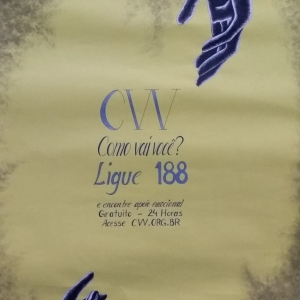 CVV
Como vai você?
Ligue 188
e encontre apoio emocional
Gratuito - 24 Horas
Acesse CVV.ORG.BR